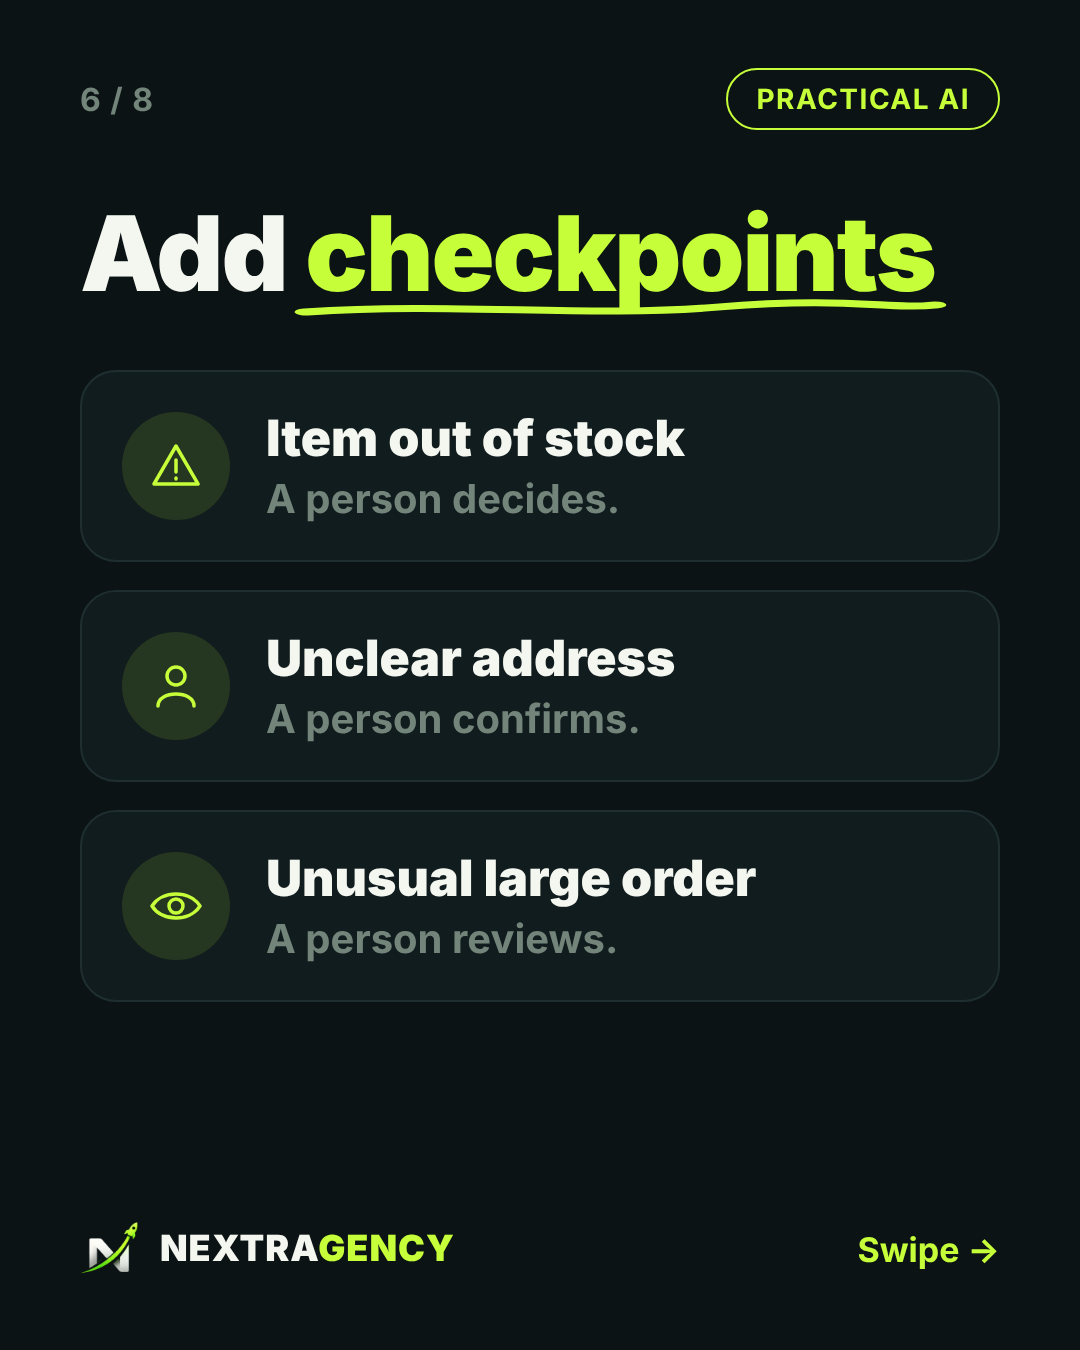 6 / 8
PRACTICAL AI
Add checkpoints
Item out of stock
A person decides.
Unclear address
A person confirms.
Unusual large order
A person reviews.
NEXTRAGENCY
Swipe →